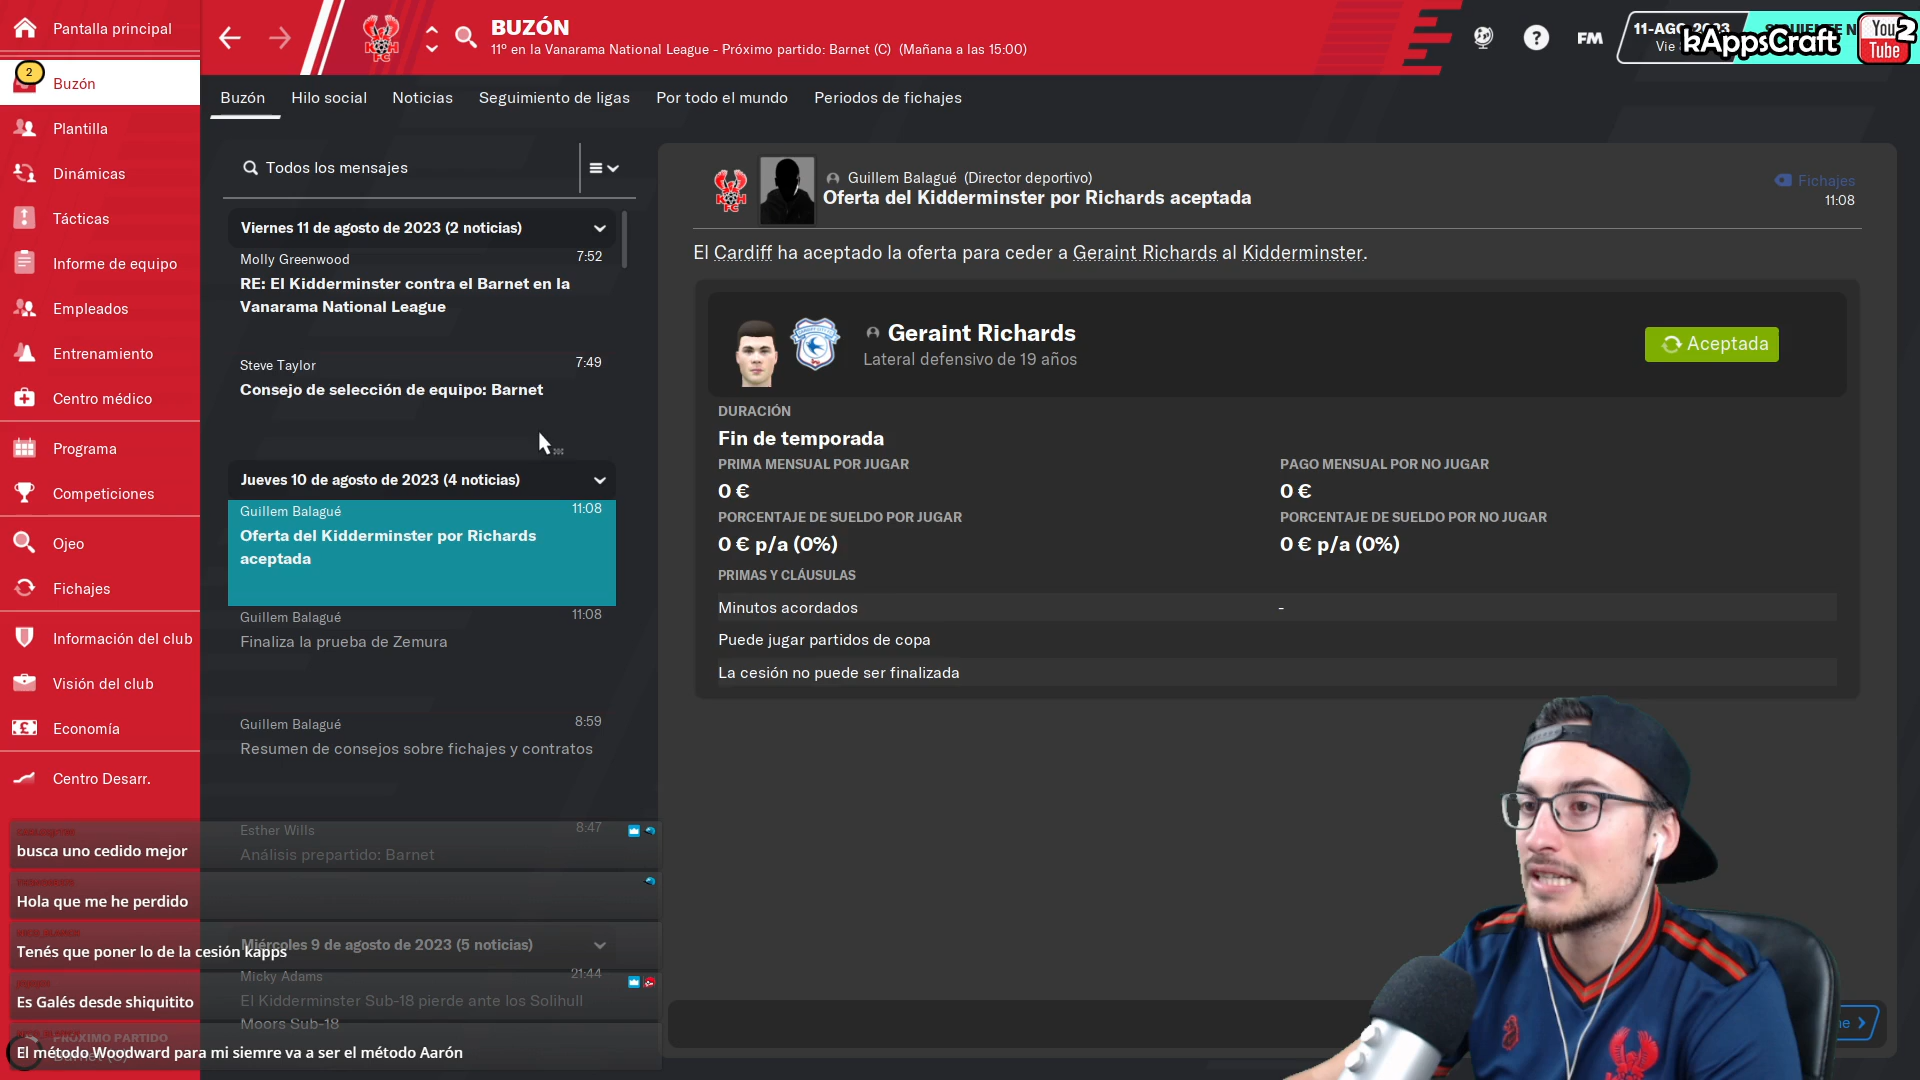 Pantalla principal
2
Buzón
Plantilla
Dinámicas
Tácticas
Informe de equipo
Empleados
Entrenamiento
Centro médico
Programa
Competiciones
Ojeo
Fichajes
Información del club
Visión del club
Economía
Centro Desarr.
BUZÓN
11º en la Vanarama National League - Próximo partido: Barnet (C) (Mañana a las 15:00)
FM
11-AGO-2023
Vie
kAppsCraft
You2
Tube
Buzón
Hilo social
Noticias
Seguimiento de ligas
Por todo el mundo
Periodos de fichajes
Todos los mensajes
Viernes 11 de agosto de 2023 (2 noticias)
Molly Greenwood
7:52
RE: El Kidderminster contra el Barnet en la
Vanarama National League
Steve Taylor
7:49
Consejo de selección de equipo: Barnet
Jueves 10 de agosto de 2023 (4 noticias)
Guillem Balagué
11:08
Oferta del Kidderminster por Richards
aceptada
Guillem Balagué
11:08
Finaliza la prueba de Zemura
Guillem Balagué
8:59
Resumen de consejos sobre fichajes y contratos
Esther Wills
8:47
Análisis prepartido: Barnet
Miércoles 9 de agosto de 2023 (5 noticias)
Micky Adams
21:44
El Kidderminster Sub-18 pierde ante los Solihull
Moors Sub-18
PRÓXIMO PARTIDO
busca uno cedido mejor
Hola que me he perdido
Tenés que poner lo de la cesión kapps
Es Galés desde shiquitito
El método Woodward para mi siemre va a ser el método Aarón
Guillem Balagué (Director deportivo)
Oferta del Kidderminster por Richards aceptada
Fichajes
11:08
El Cardiff ha aceptado la oferta para ceder a Geraint Richards al Kidderminster.
Geraint Richards
Lateral defensivo de 19 años
Aceptada
DURACIÓN
Fin de temporada
PRIMA MENSUAL POR JUGAR
0 €
PAGO MENSUAL POR NO JUGAR
0 €
PORCENTAJE DE SUELDO POR JUGAR
0 € p/a (0%)
PORCENTAJE DE SUELDO POR NO JUGAR
0 € p/a (0%)
PRIMAS Y CLÁUSULAS
Minutos acordados
-
Puede jugar partidos de copa
La cesión no puede ser finalizada